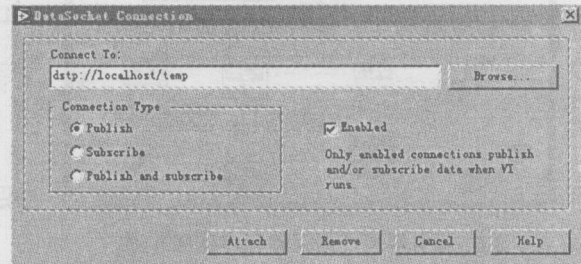 DataSocket Connection
Connect To:
dstp://localhost/temp
Browse...
Connection Type
Publish
Enabled
Subscribe
Only enabled connections publish
and/or subscribe data when VI
runs.
Publish and subscribe
Attach
Remove
Cancel
Help